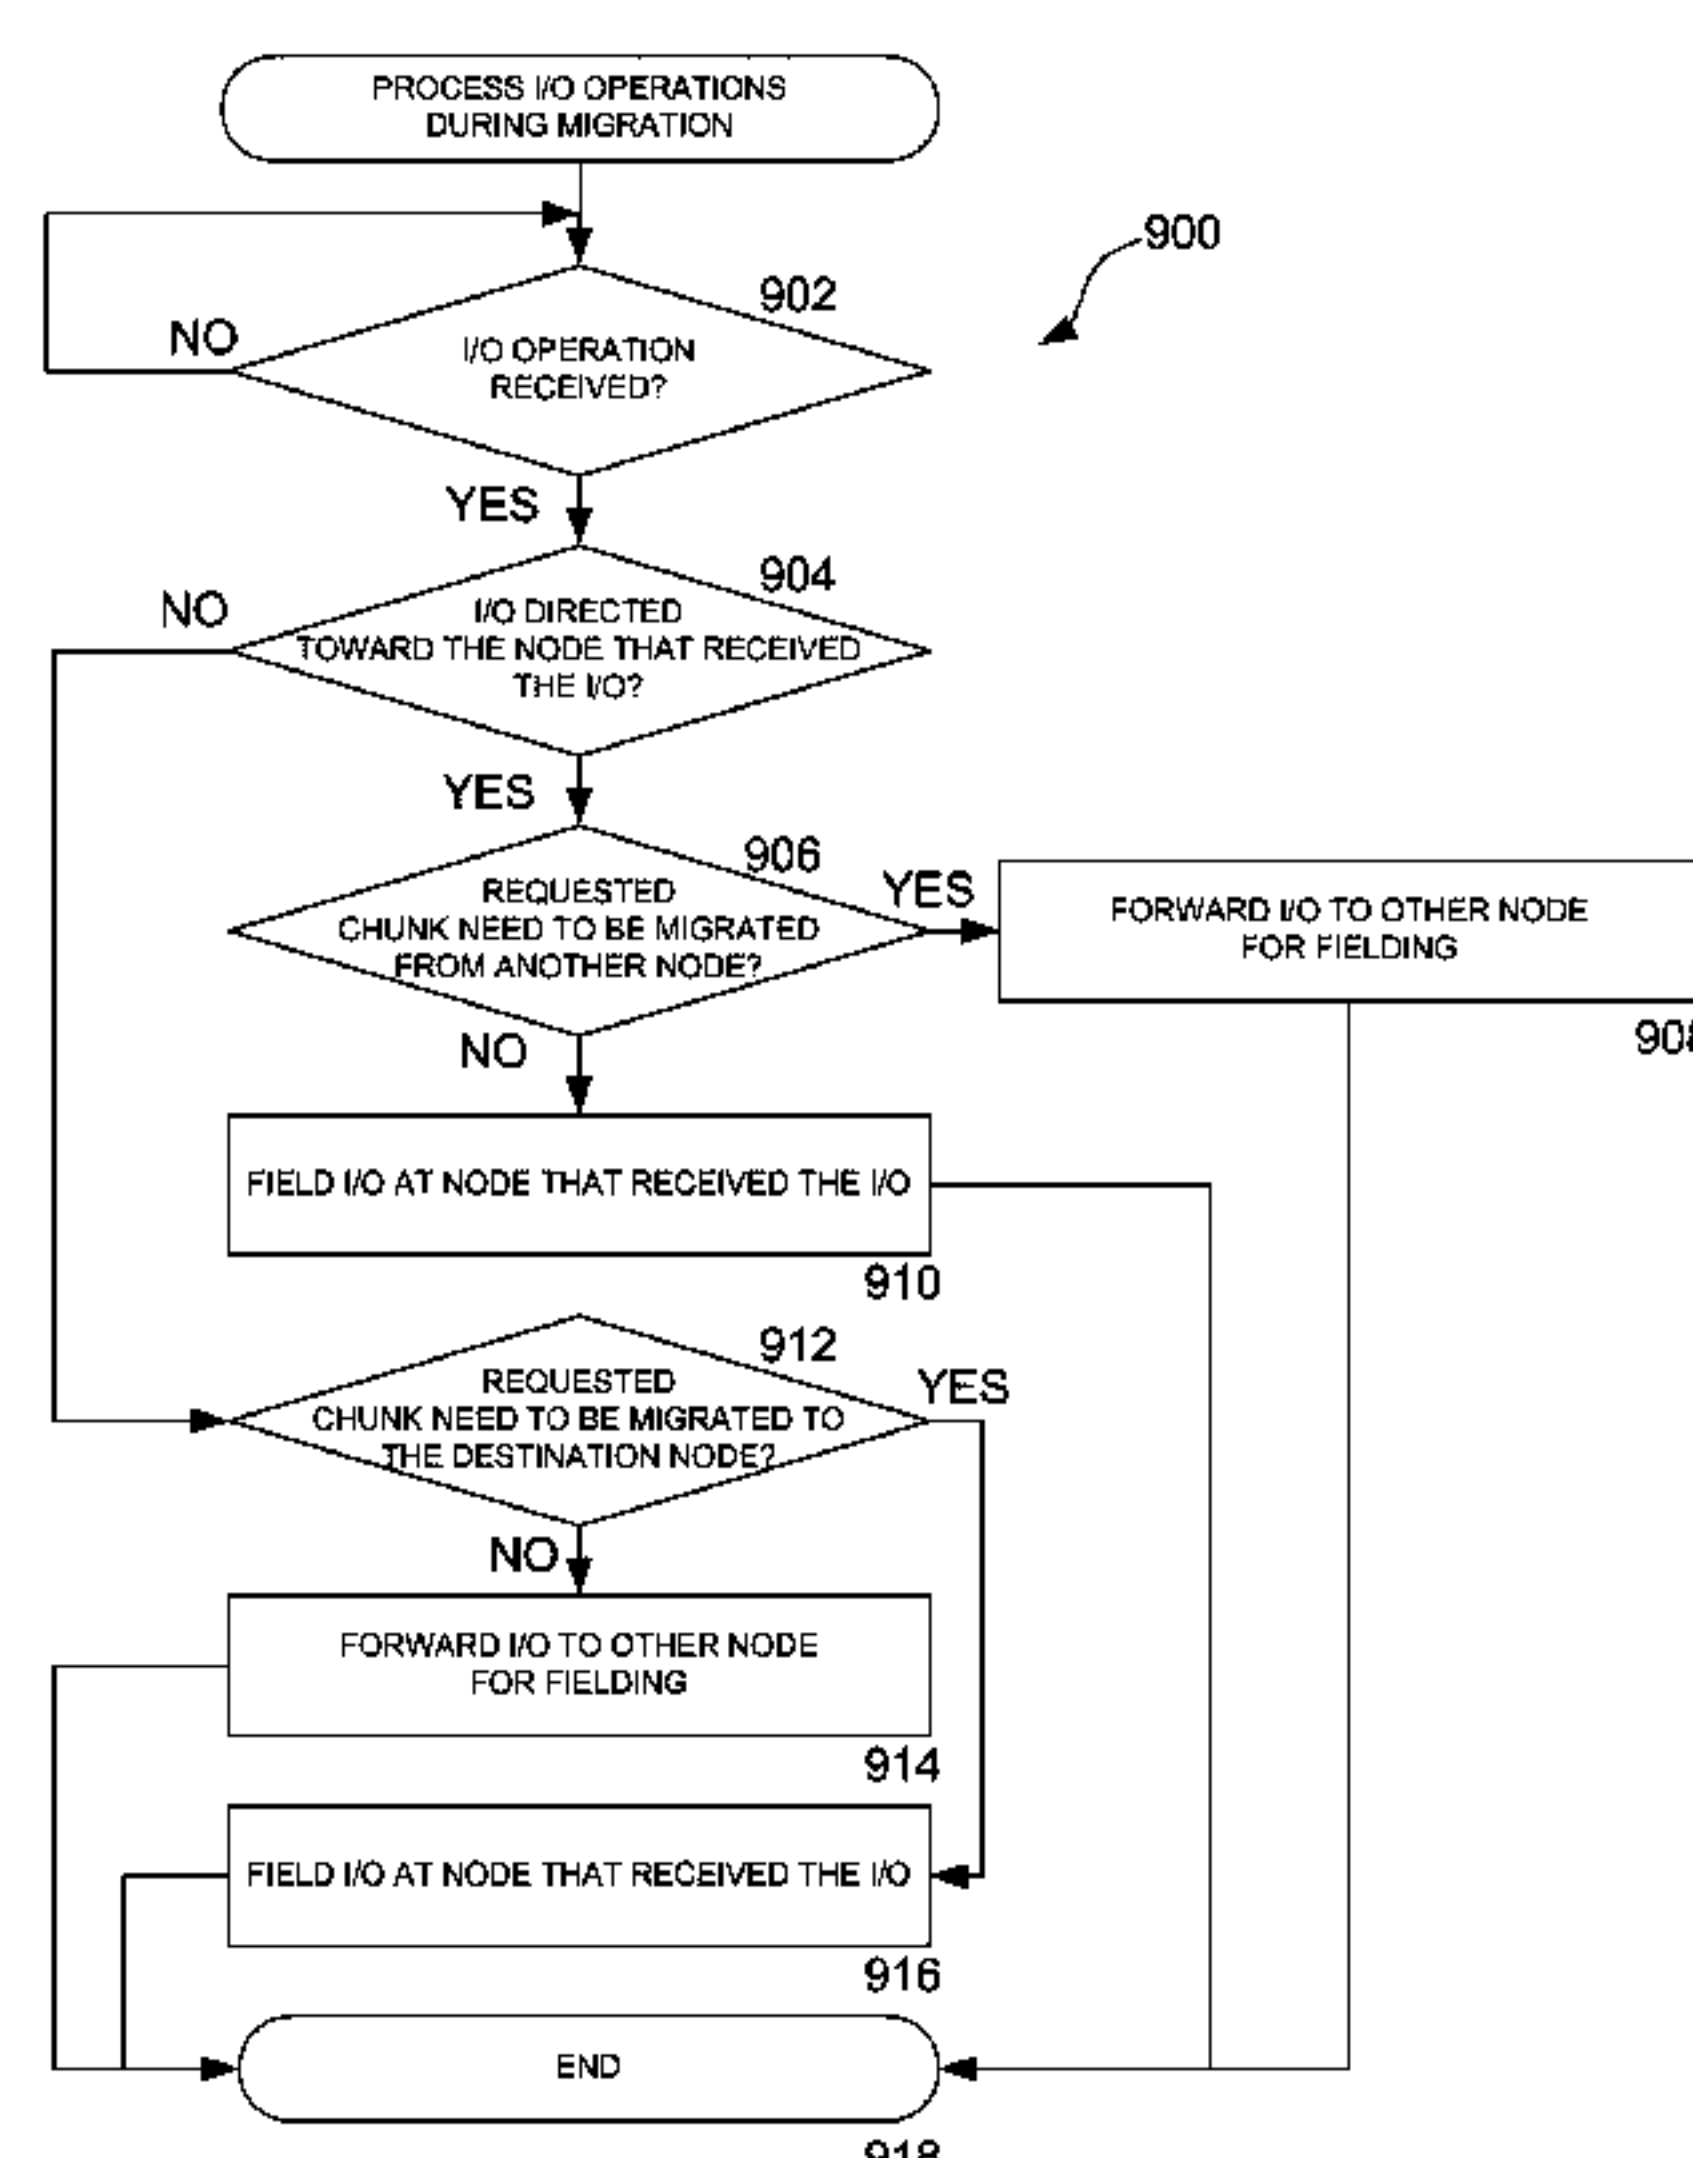 PROCESS I/O OPERATIONS
DURING MIGRATION
900
902
NO
I/O OPERATION
RECEIVED?
YES
904
NO
I/O DIRECTED
TOWARD THE NODE THAT RECEIVED
THE I/O?
YES
906
YES
REQUESTED
CHUNK NEED TO BE MIGRATED
FROM ANOTHER NODE?
FORWARD I/O TO OTHER NODE
FOR FIELDING
NO
FIELD I/O AT NODE THAT RECEIVED THE I/O
910
912
YES
REQUESTED
CHUNK NEED TO BE MIGRATED TO
THE DESTINATION NODE?
NO
FORWARD I/O TO OTHER NODE
FOR FIELDING
914
FIELD I/O AT NODE THAT RECEIVED THE I/O
916
END